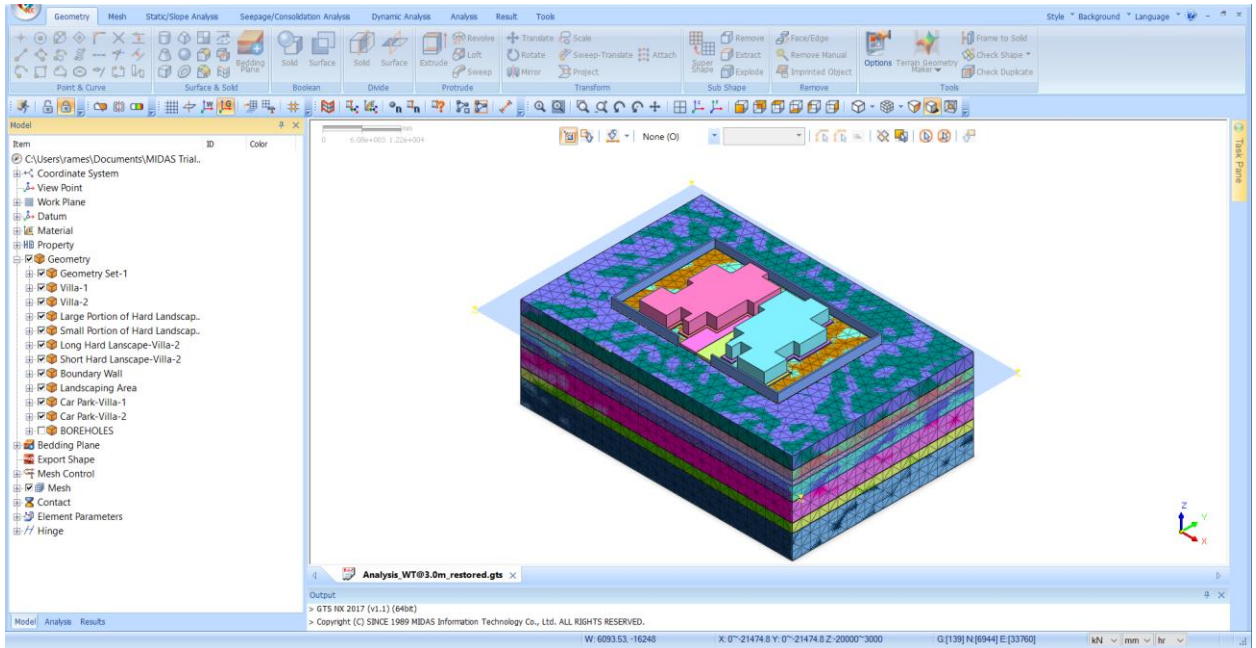 Geometry Mesh Static/Slope Analysis Seepage/Consolidation Analysis Dynamic Analysis Analysis Result Tools Style Background Language
Revolve Translate Scale Remove Face/Edge Frame to Solid
Loft Rotate Sweep-Translate Attach Extract Remove Manual Check Shape
Bedding Plane Solid Surface Solid Surface Extrude Sweep Mirror Project Super Shape Explode Imprinted Object Options Terrain Geometry Maker Check Duplicate
Point & Curve Surface & Solid Boolean Divide Protrude Transform Sub Shape Remove Tools
Model
Item ID Color
C:\Users\rames\Documents\MIDAS Trial..
Coordinate System
View Point
Work Plane
Datum
Material
Property
Geometry
Geometry Set-1
Villa-1
Villa-2
Large Portion of Hard Landscap..
Small Portion of Hard Landscap..
Long Hard Lanscape-Villa-2
Short Hard Lanscape-Villa-2
Boundary Wall
Landscaping Area
Car Park-Villa-1
Car Park-Villa-2
BOREHOLES
Bedding Plane
Export Shape
Mesh Control
Mesh
Contact
Element Parameters
Hinge
Model Analysis Results
mm
0 6.08e+003 1.22e+004
None (O)
Task Pane
Z
Y
X
Analysis_WT@3.0m_restored.gts
Output
> GTS NX 2017 (v1.1) (64bit)
> Copyright (C) SINCE 1989 MIDAS Information Technology Co., Ltd. ALL RIGHTS RESERVED.
W: 6093.53, -16248 X: 0~-21474.8 Y: 0~-21474.8 Z:-20000~3000 G:[139] N:[6944] E:[33760] kN mm hr